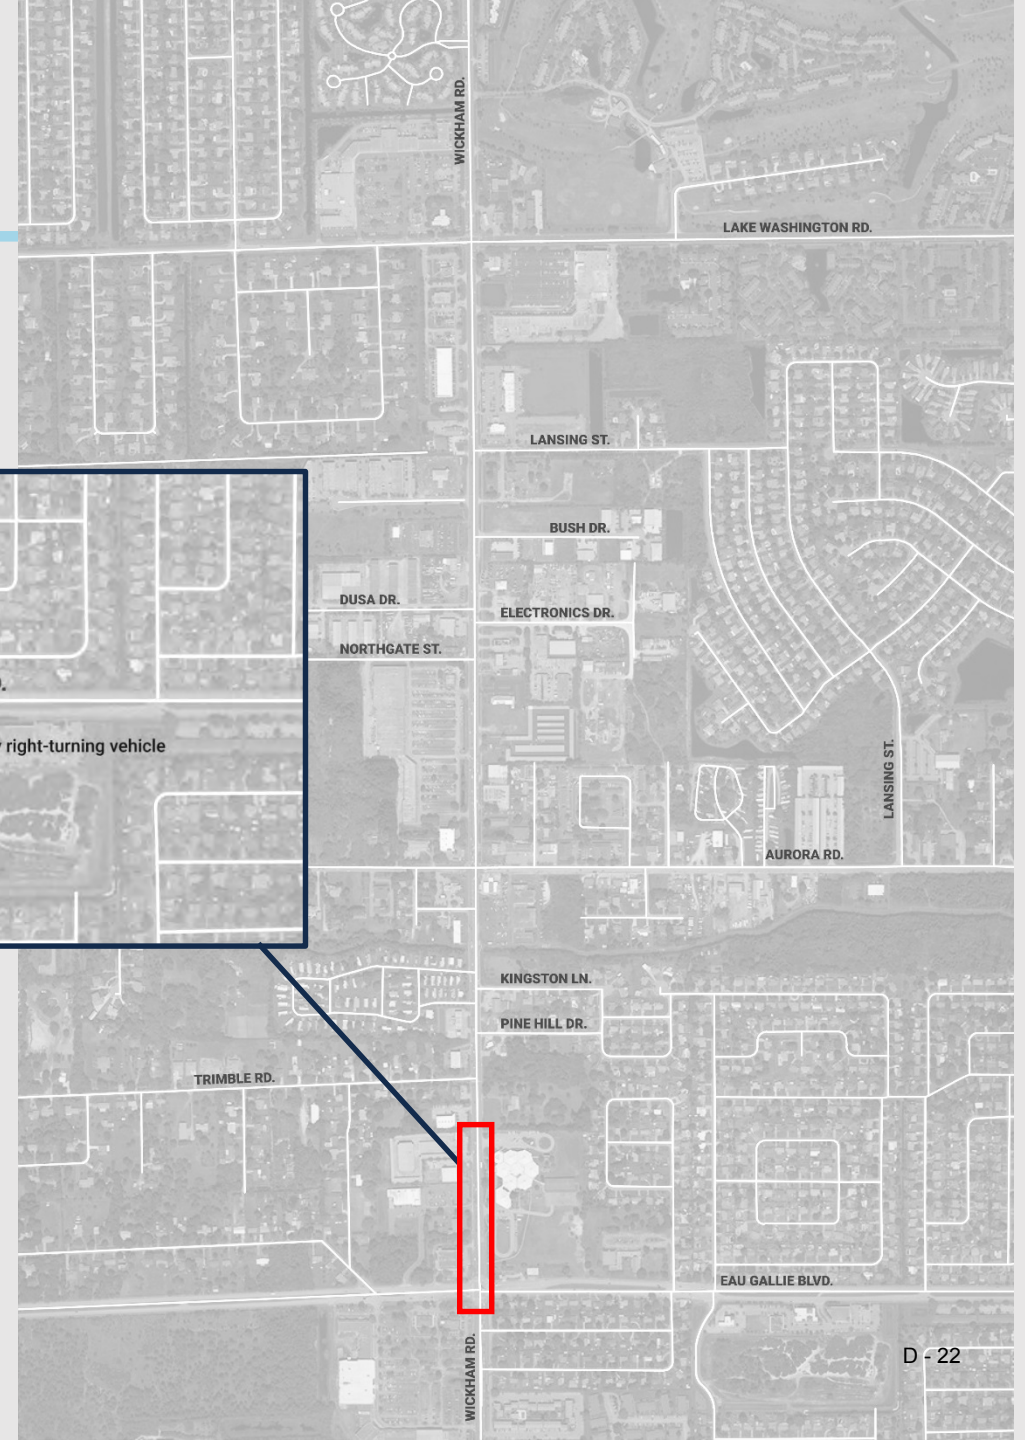 WICKHAM RD.
LAKE WASHINGTON RD.
LANSING ST.
BUSH DR.
DUSA DR.
ELECTRONICS DR.
NORTHGATE ST.
right-turning vehicle
LANSING ST.
AURORA RD.
KINGSTON LN.
PINE HILL DR.
TRIMBLE RD.
EAU GALLIE BLVD.
WICKHAM RD.
D - 22